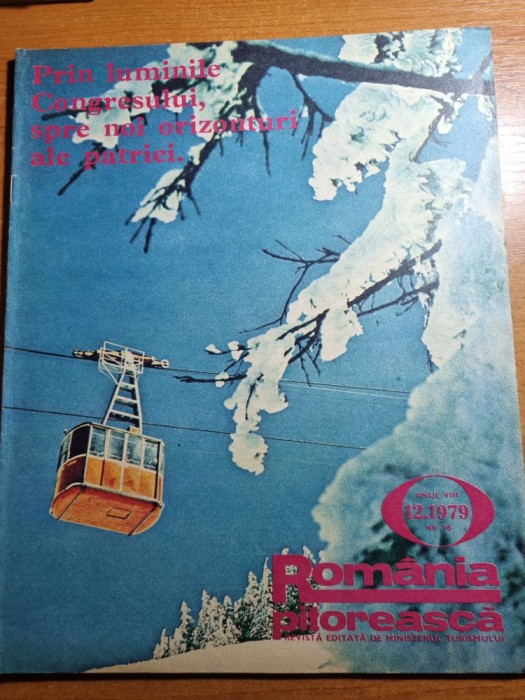 Prin luminile
Congresului,
spre noi orizonturi
ale patriei.
ANUL VIII
12.1979
România
pitorească
REVISTĂ EDITATĂ DE MINISTERUL TURISMULUI